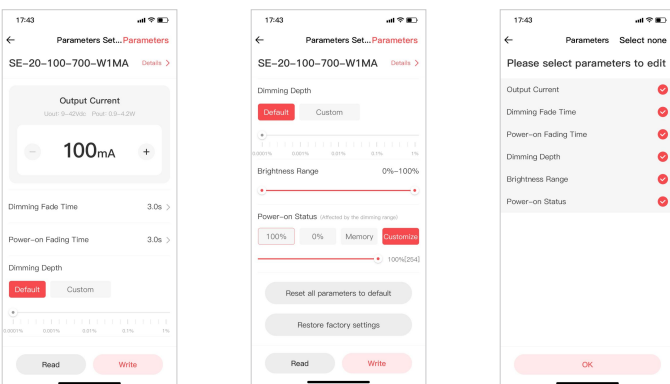 17:43
Parameters Set... Parameters
SE-20-100-700-W1MA Details >
Output Current
Uout: 9-42Vdc Pout: 0.9-4.2W
− 100mA +
Dimming Fade Time 3.0s >
Power-on Fading Time 3.0s >
Dimming Depth
Default Custom
0.0001% 0.001% 0.01% 0.1% 1%
Read Write
17:43
Parameters Set... Parameters
SE-20-100-700-W1MA Details >
Dimming Depth
Default Custom
0.0001% 0.001% 0.01% 0.1% 1%
Brightness Range 0%-100%
Power-on Status (Affected by the dimming range)
100% 0% Memory Customize
100%(254)
Reset all parameters to default
Restore factory settings
Read Write
17:43
Parameters Select none
Please select parameters to edit
Output Current
Dimming Fade Time
Power-on Fading Time
Dimming Depth
Brightness Range
Power-on Status
OK